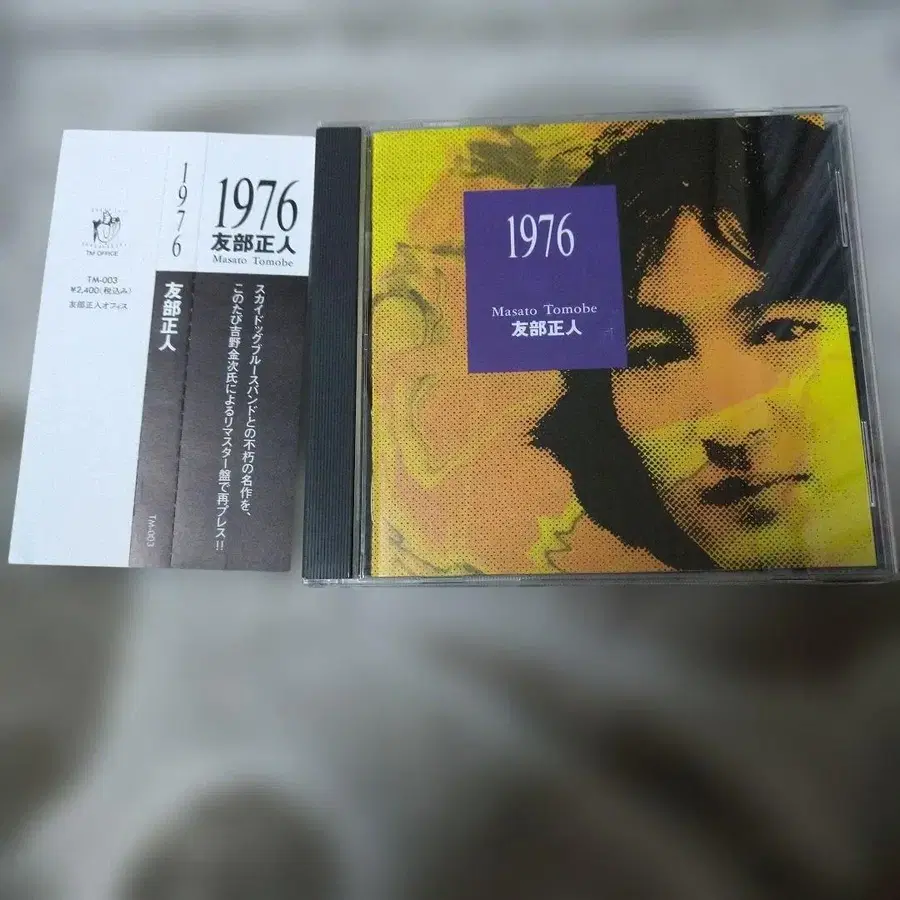 TM OFFICE
TM-003
¥2,400(税込み)
友部正人オフィス
1976
友部正人
TM-003
1976
友部正人
Masato Tomobe
スカイドッグブルースバンドとの不朽の名作を、
このたび吉野金次氏によるリマスター盤で再プレス!!
1976
Masato Tomobe
友部正人